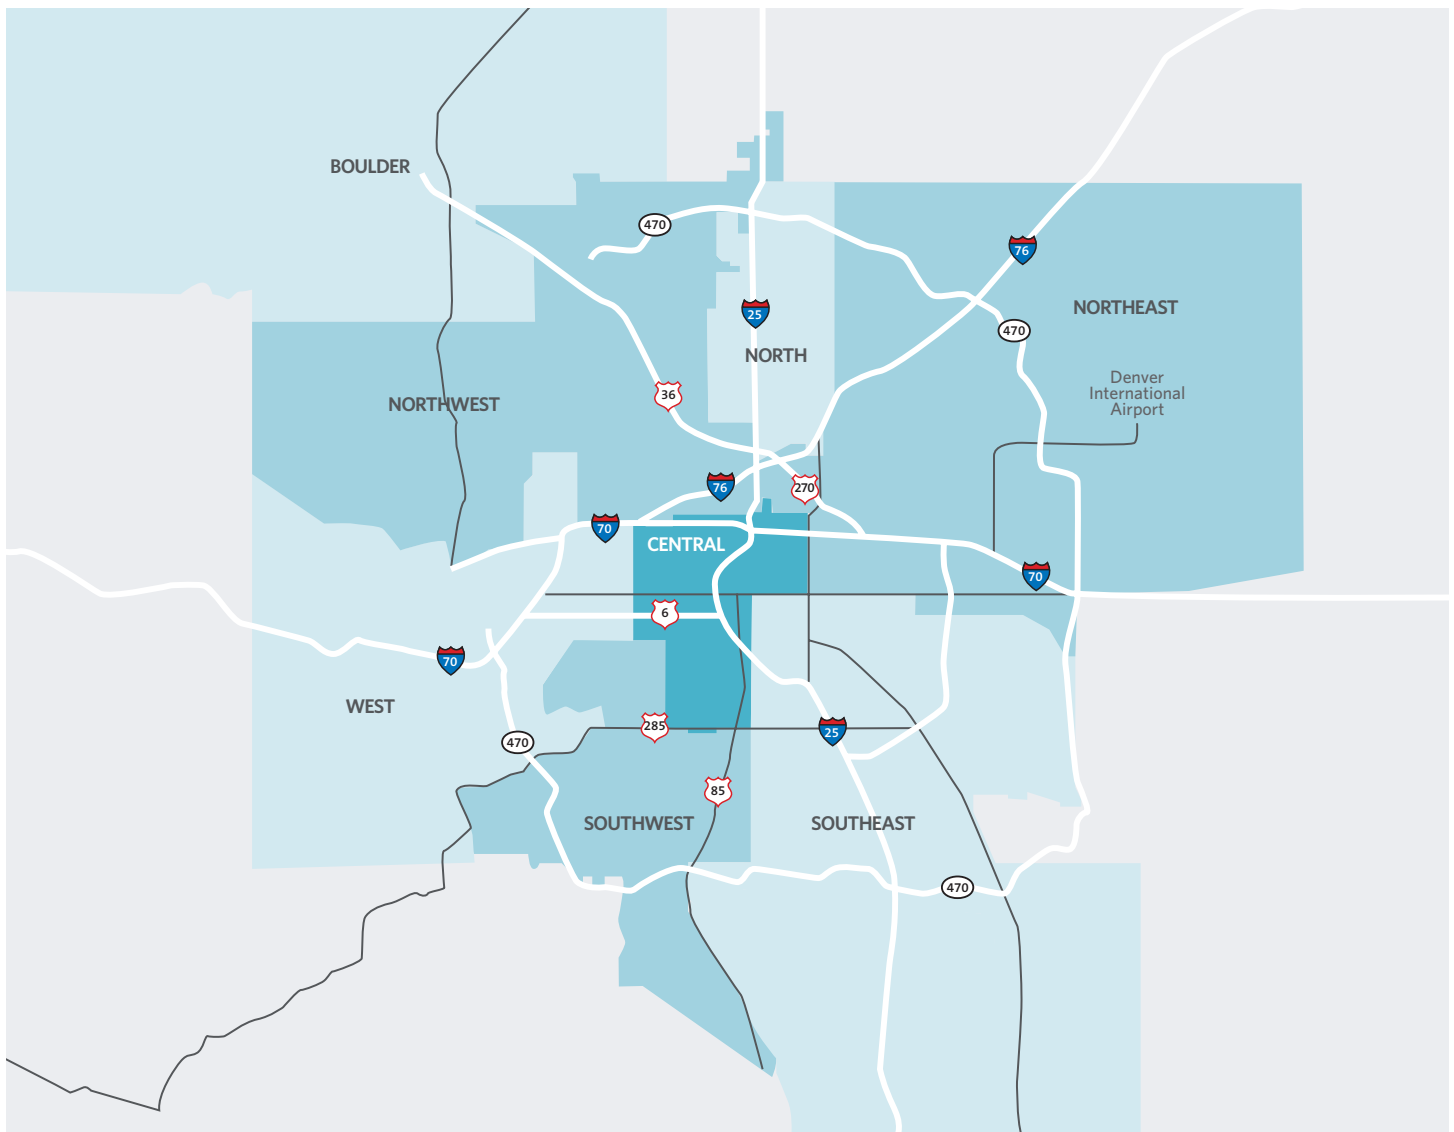 BOULDER
470
76
NORTHEAST
25
470
NORTH
Denver
International
Airport
36
NORTHWEST
76
270
70
CENTRAL
70
6
70
WEST
285
25
470
85
SOUTHWEST
SOUTHEAST
470